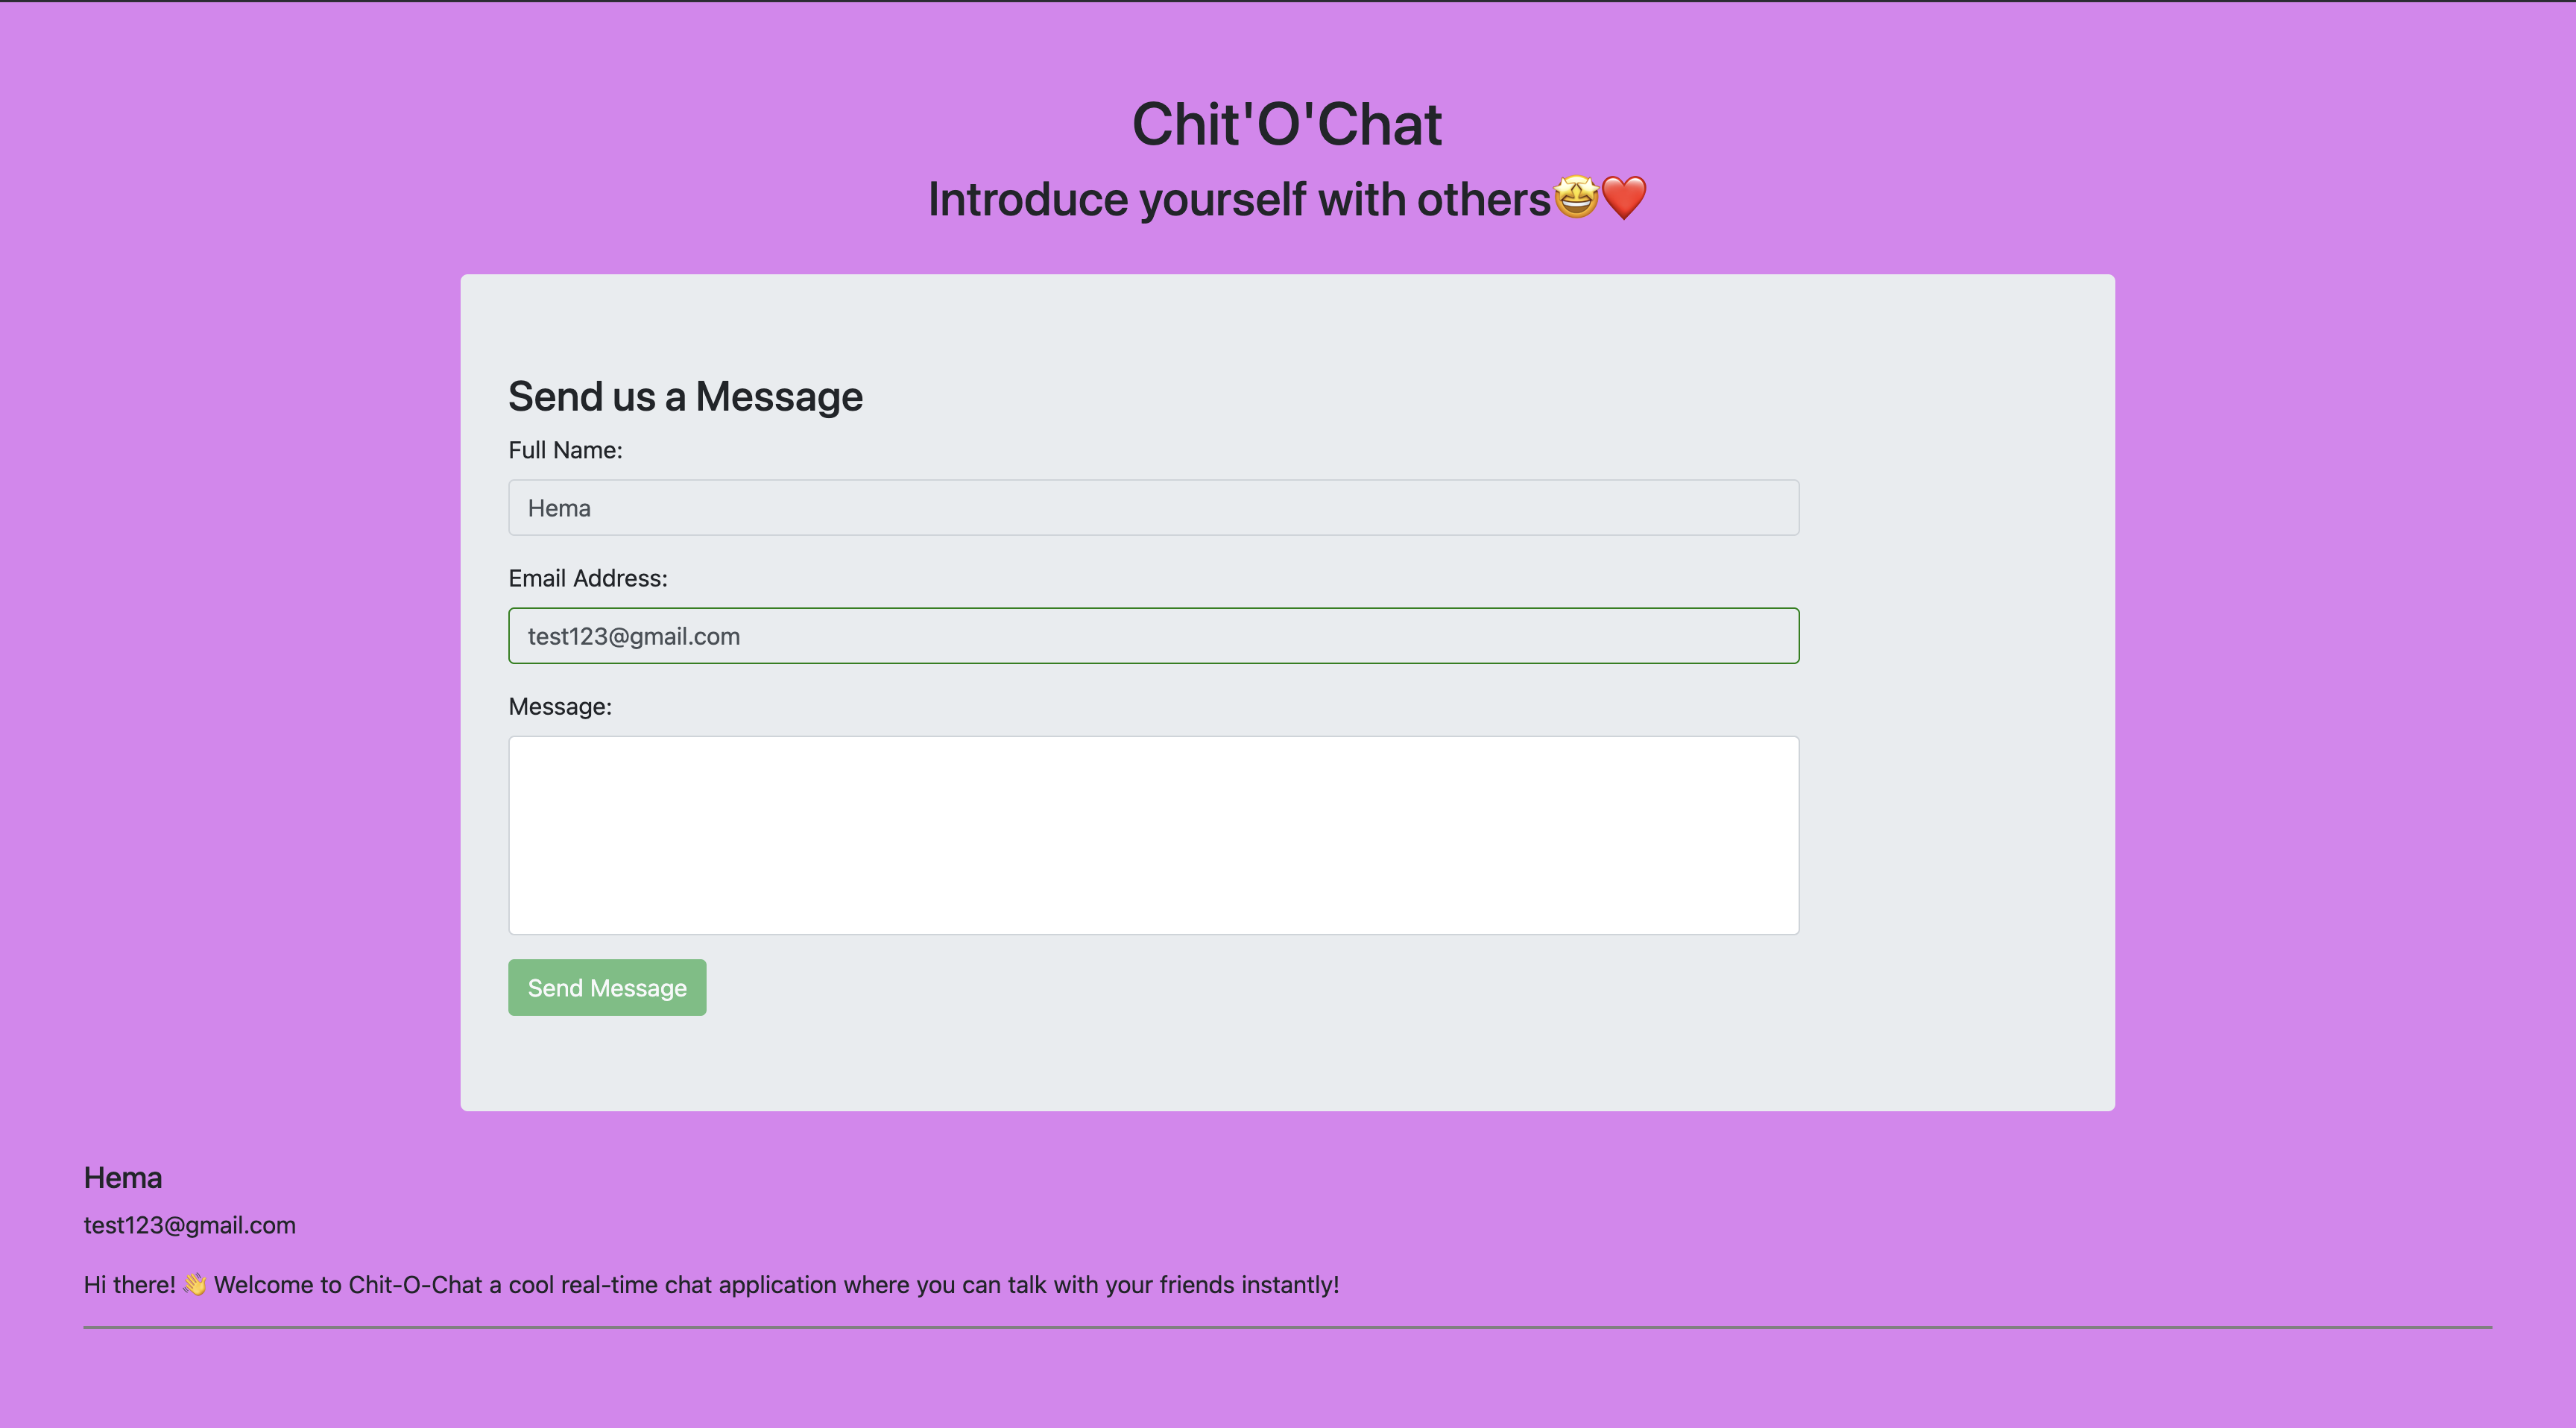 Chit'O'Chat
Introduce yourself with others🤩❤️
Send us a Message
Full Name:
Hema
Email Address:
test123@gmail.com
Message:
Send Message
Hema
test123@gmail.com
Hi there! 👋 Welcome to Chit-O-Chat a cool real-time chat application where you can talk with your friends instantly!